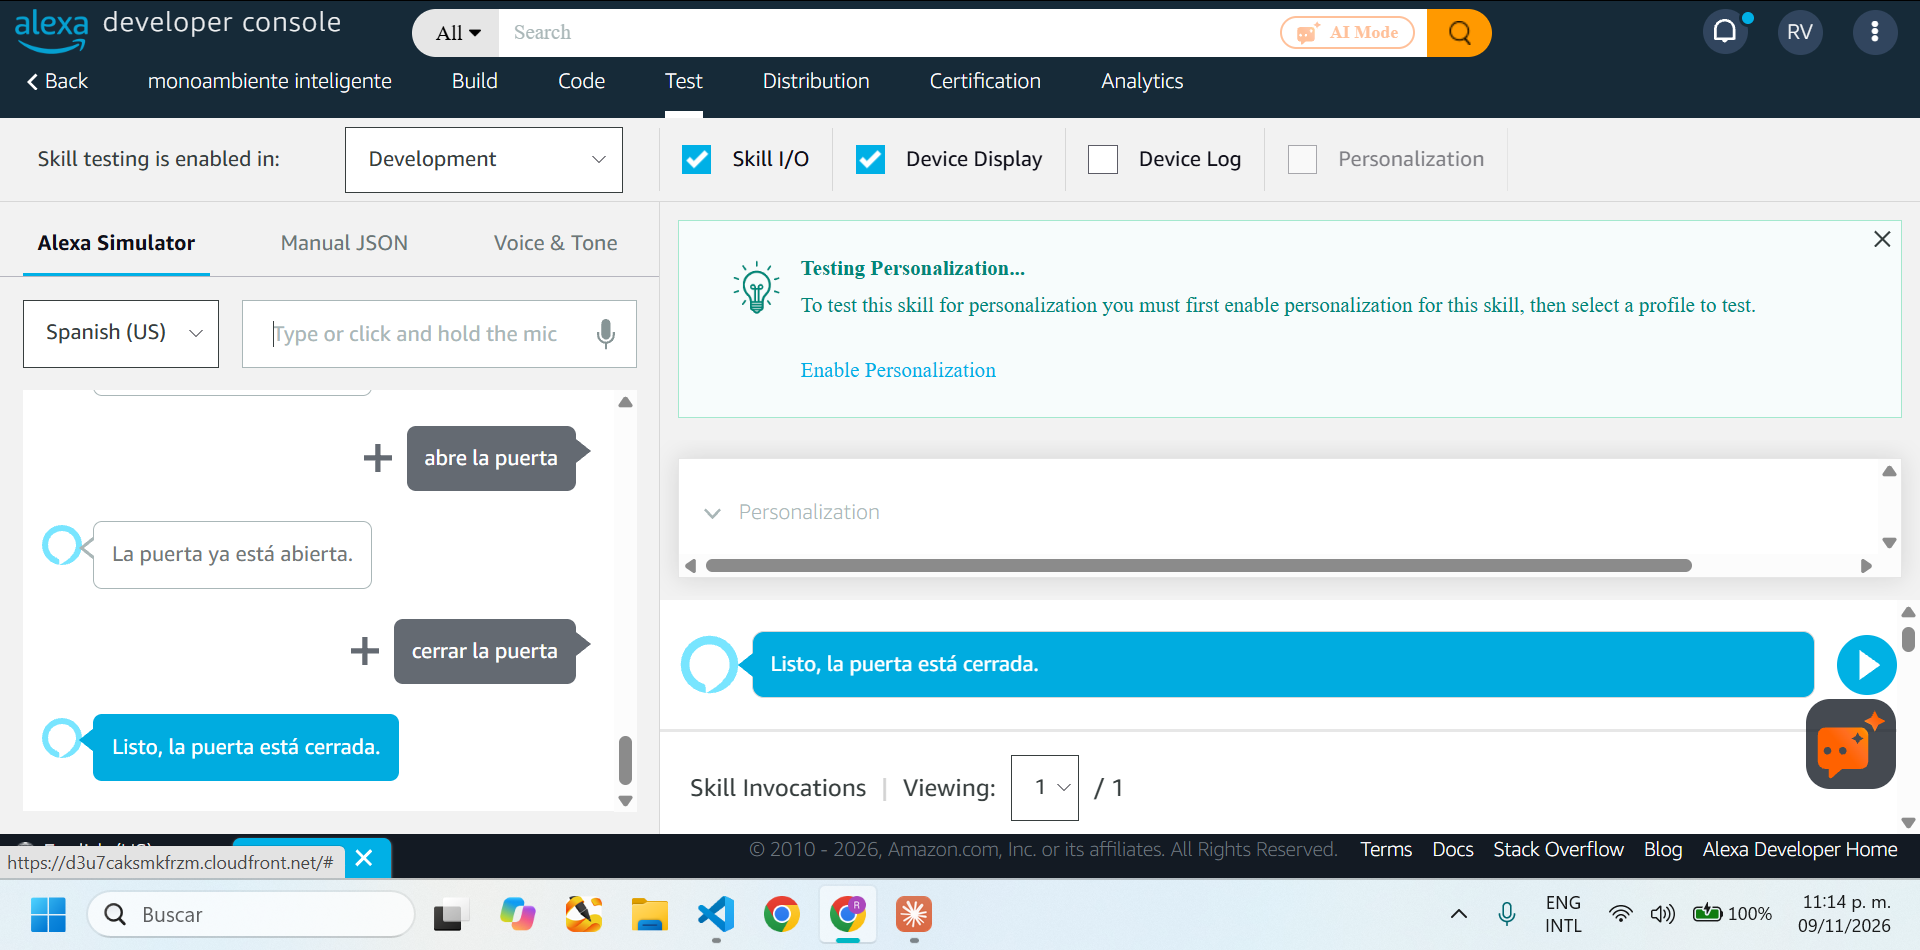 alexa developer console
All
Search
AI Mode
RV
Back
monoambiente inteligente
Build
Code
Test
Distribution
Certification
Analytics
Skill testing is enabled in:
Development
Skill I/O
Device Display
Device Log
Personalization
Alexa Simulator
Manual JSON
Voice & Tone
Spanish (US)
Type or click and hold the mic
abre la puerta
La puerta ya está abierta.
cerrar la puerta
Listo, la puerta está cerrada.
Testing Personalization...
To test this skill for personalization you must first enable personalization for this skill, then select a profile to test.
Enable Personalization
Personalization
Listo, la puerta está cerrada.
Skill Invocations | Viewing:
1
/ 1
https://d3u7caksmkfrzm.cloudfront.net/#
© 2010 - 2026, Amazon.com, Inc. or its affiliates. All Rights Reserved.
Terms
Docs
Stack Overflow
Blog
Alexa Developer Home
Buscar
R
ENG
INTL
100%
11:14 p. m.
09/11/2026